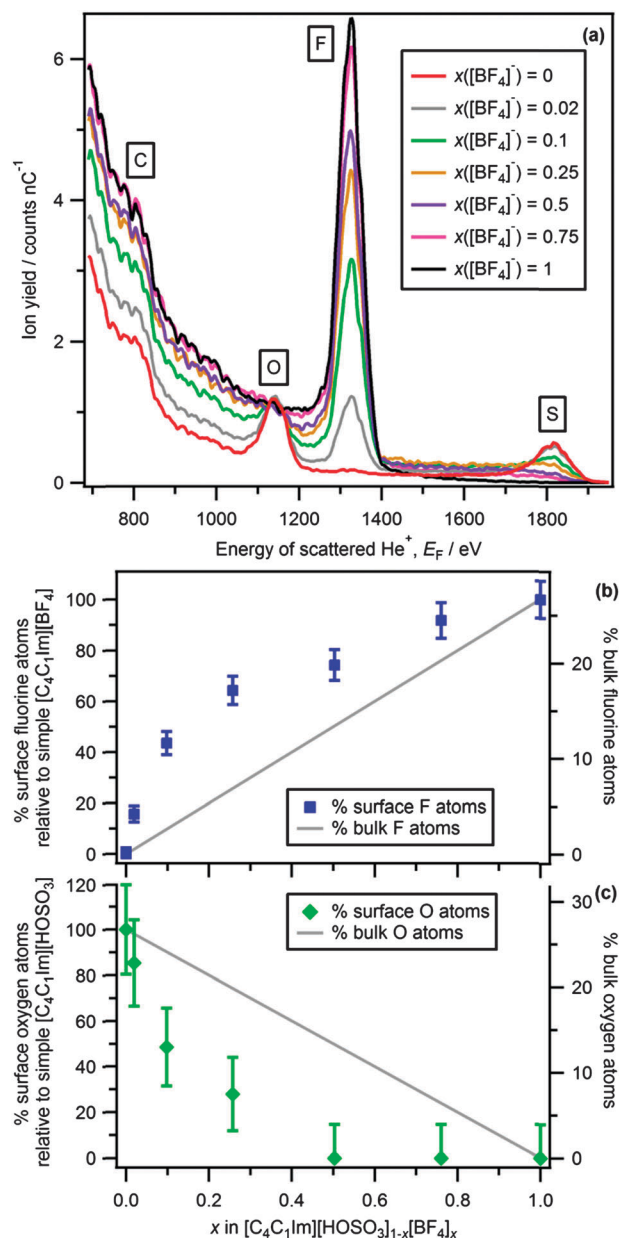 (a)
6
4
2
0
Ion yield / counts nC⁻¹
C
O
F
S
x([BF₄]⁻) = 0
x([BF₄]⁻) = 0.02
x([BF₄]⁻) = 0.1
x([BF₄]⁻) = 0.25
x([BF₄]⁻) = 0.5
x([BF₄]⁻) = 0.75
x([BF₄]⁻) = 1
800 1000 1200 1400 1600 1800
Energy of scattered He⁺, E_F / eV
(b)
% surface fluorine atoms
relative to simple [C₄C₁Im][BF₄]
100
80
60
40
20
0
% surface F atoms
% bulk F atoms
20
10
0
% bulk fluorine atoms
(c)
% surface oxygen atoms
relative to simple [C₄C₁Im][HOSO₃]
120
100
80
60
40
20
0
% surface O atoms
% bulk O atoms
30
20
10
0
% bulk oxygen atoms
0.0 0.2 0.4 0.6 0.8 1.0
x in [C₄C₁Im][HOSO₃]₁₋ₓ[BF₄]ₓ